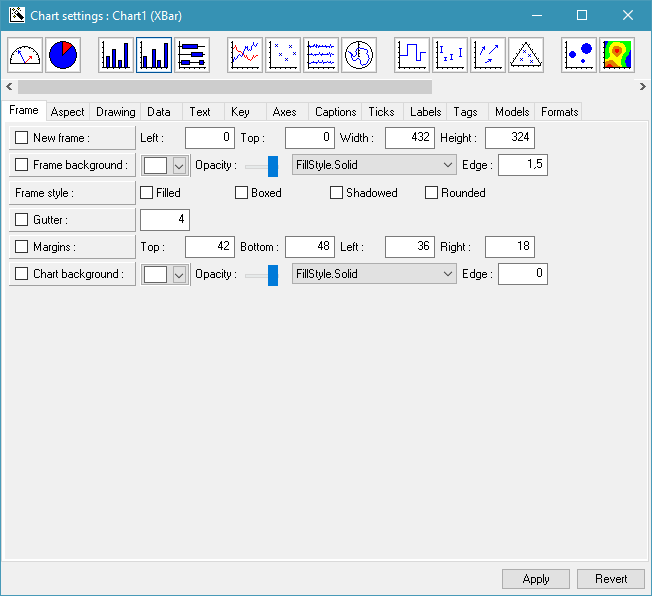 Chart settings : Chart1 (XBar)
Frame Aspect Drawing Data Text Key Axes Captions Ticks Labels Tags Models Formats
New frame : Left : 0 Top : 0 Width : 432 Height : 324
Frame background : Opacity : FillStyle.Solid Edge : 1,5
Frame style : Filled Boxed Shadowed Rounded
Gutter : 4
Margins : Top : 42 Bottom : 48 Left : 36 Right : 18
Chart background : Opacity : FillStyle.Solid Edge : 0
Apply Revert